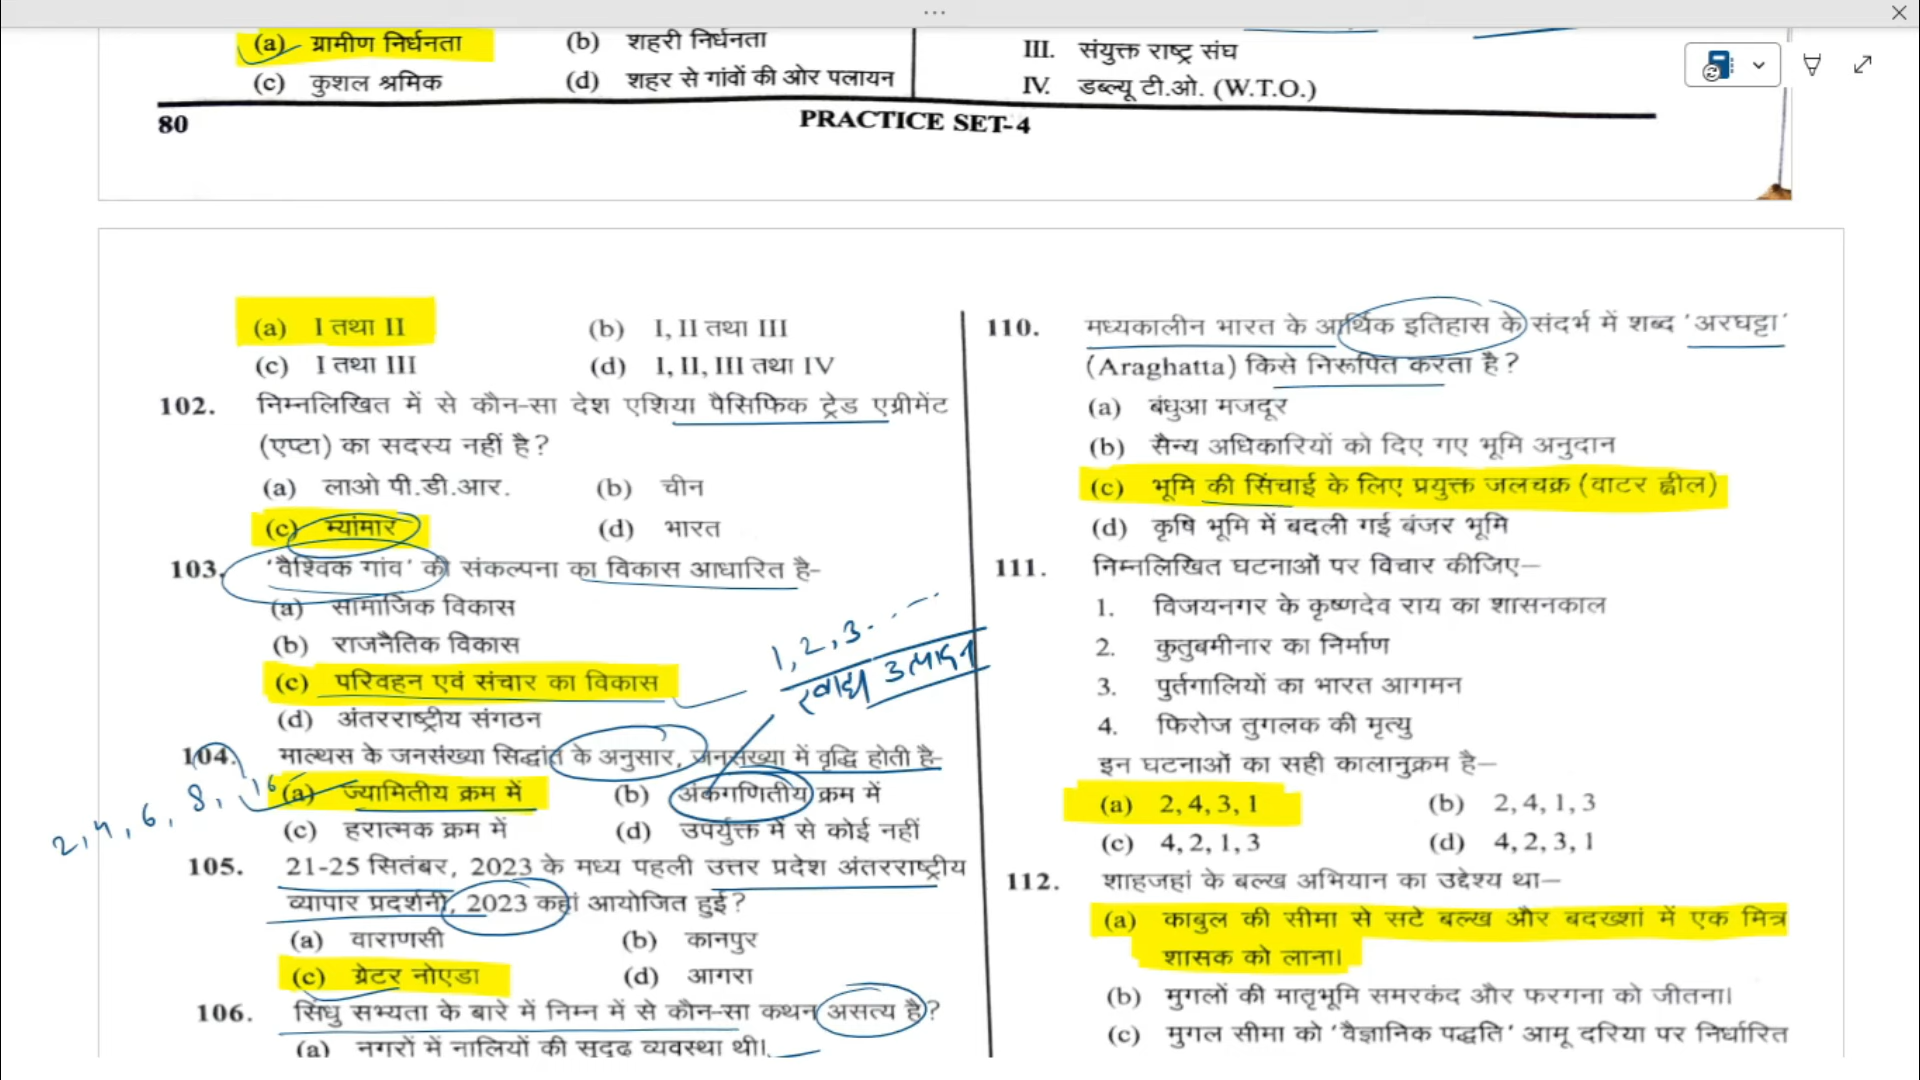 (a) ग्रामीण निर्धनता (b) शहरी निर्धनता
(c) कुशल श्रमिक (d) शहर से गांवों की ओर पलायन
III. संयुक्त राष्ट्र संघ
IV. डब्ल्यू टी.ओ. (W.T.O.)
80 PRACTICE SET-4
(a) I तथा II (b) I, II तथा III
(c) I तथा III (d) I, II, III तथा IV
102. निम्नलिखित में से कौन-सा देश एशिया पैसिफिक ट्रेड एग्रीमेंट
(एप्टा) का सदस्य नहीं है?
(a) लाओ पी.डी.आर. (b) चीन
(c) म्यांमार (d) भारत
103. 'वैश्विक गांव' की संकल्पना का विकास आधारित है-
(a) सामाजिक विकास
(b) राजनैतिक विकास
(c) परिवहन एवं संचार का विकास
(d) अंतरराष्ट्रीय संगठन
1, 2, 3. . . .
उत्पादन
104. माल्थस के जनसंख्या सिद्धांत के अनुसार, जनसंख्या में वृद्धि होती है-
(a) ज्यामितीय क्रम में (b) अंकगणितीय क्रम में
2, 4, 6, 8, 16
(c) हरात्मक क्रम में (d) उपर्युक्त में से कोई नहीं
105. 21-25 सितंबर, 2023 के मध्य पहली उत्तर प्रदेश अंतरराष्ट्रीय
व्यापार प्रदर्शनी, 2023 कहां आयोजित हुई?
(a) वाराणसी (b) कानपुर
(c) ग्रेटर नोएडा (d) आगरा
106. सिंधु सभ्यता के बारे में निम्न में से कौन-सा कथन असत्य है?
(a) नगरों में नालियों की सुदृढ़ व्यवस्था थी।
110. मध्यकालीन भारत के आर्थिक इतिहास के संदर्भ में शब्द 'अरघट्टा'
(Araghatta) किसे निरूपित करता है?
(a) बंधुआ मजदूर
(b) सैन्य अधिकारियों को दिए गए भूमि अनुदान
(c) भूमि की सिंचाई के लिए प्रयुक्त जलचक्र (वाटर ह्वील)
(d) कृषि भूमि में बदली गई बंजर भूमि
111. निम्नलिखित घटनाओं पर विचार कीजिए—
1. विजयनगर के कृष्णदेव राय का शासनकाल
2. कुतुबमीनार का निर्माण
3. पुर्तगालियों का भारत आगमन
4. फिरोज तुगलक की मृत्यु
इन घटनाओं का सही कालानुक्रम है—
(a) 2, 4, 3, 1 (b) 2, 4, 1, 3
(c) 4, 2, 1, 3 (d) 4, 2, 3, 1
112. शाहजहां के बल्ख अभियान का उद्देश्य था—
(a) काबुल की सीमा से सटे बल्ख और बदख्शां में एक मित्र
शासक को लाना।
(b) मुगलों की मातृभूमि समरकंद और फरगना को जीतना।
(c) मुगल सीमा को 'वैज्ञानिक पद्धति' आमू दरिया पर निर्धारित